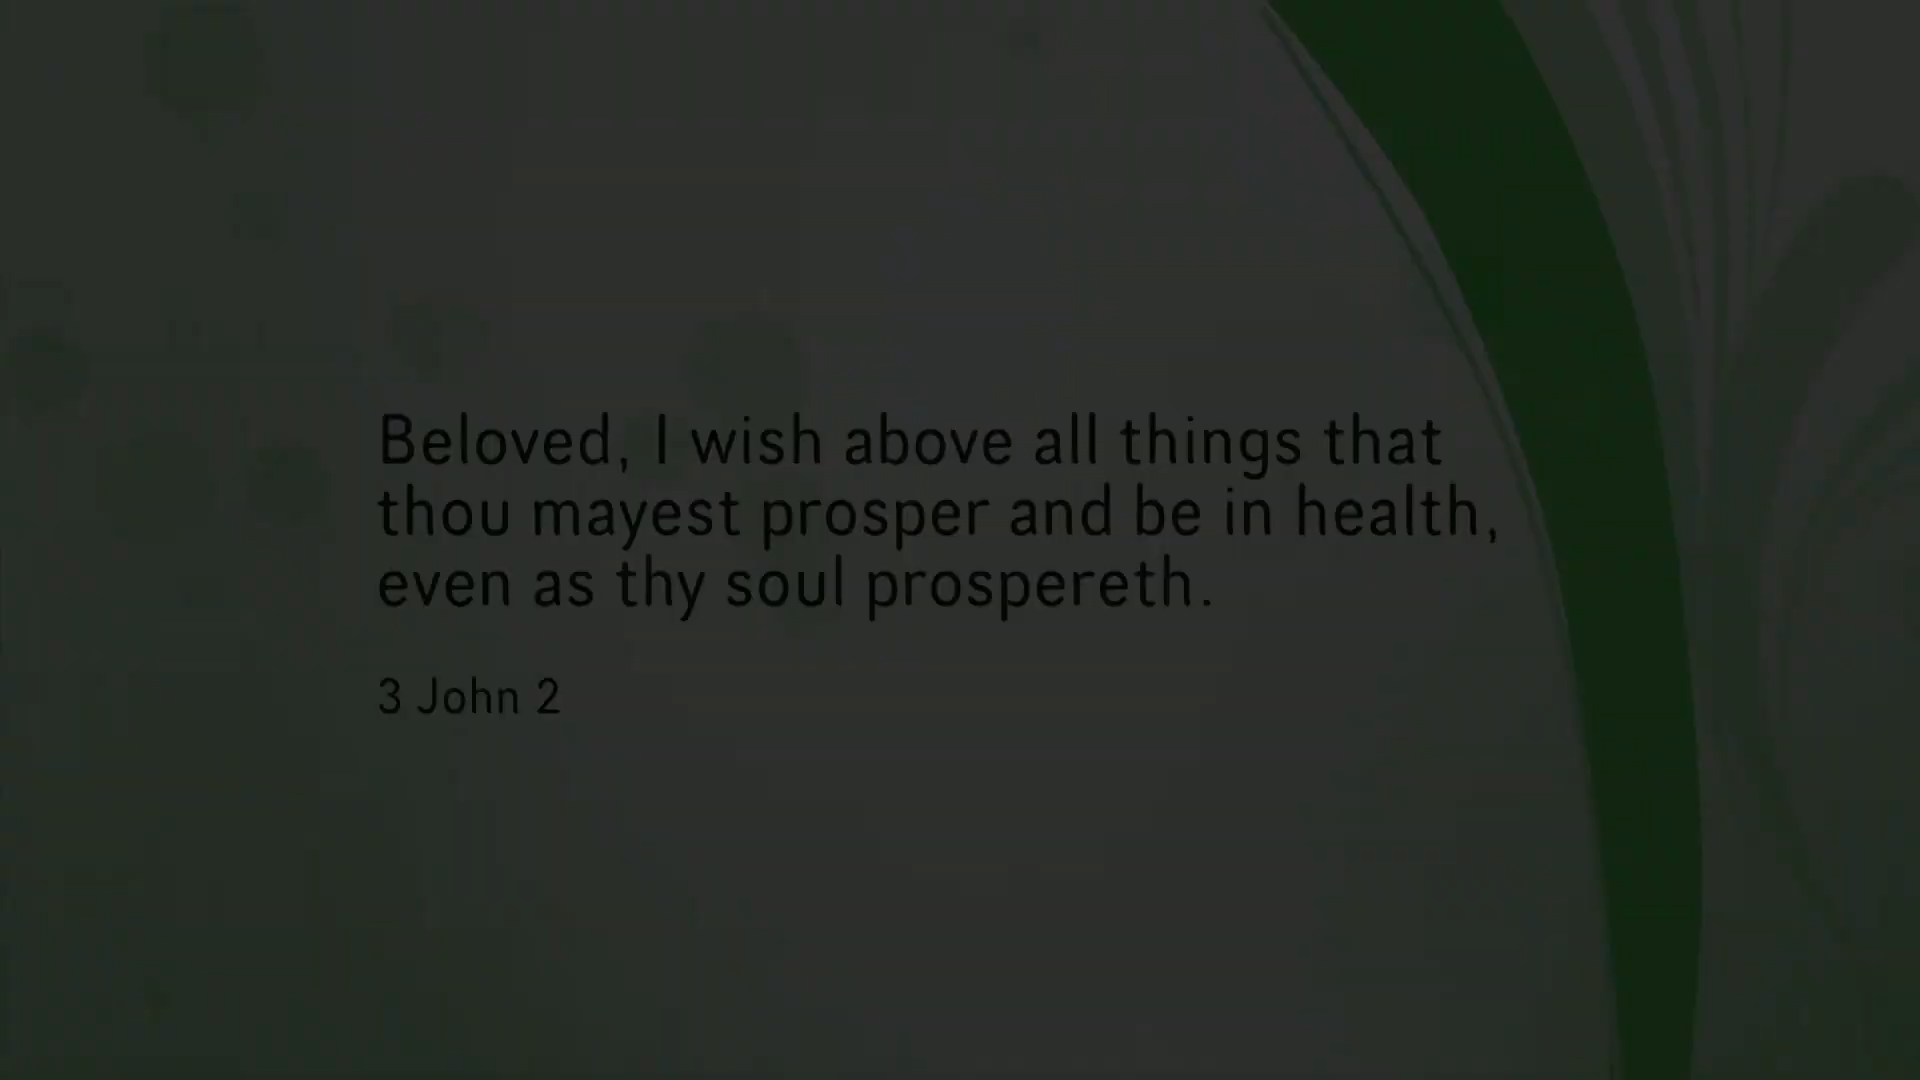 Beloved, I wish above all things that
thou mayest prosper and be in health,
even as thy soul prospereth.
3 John 2